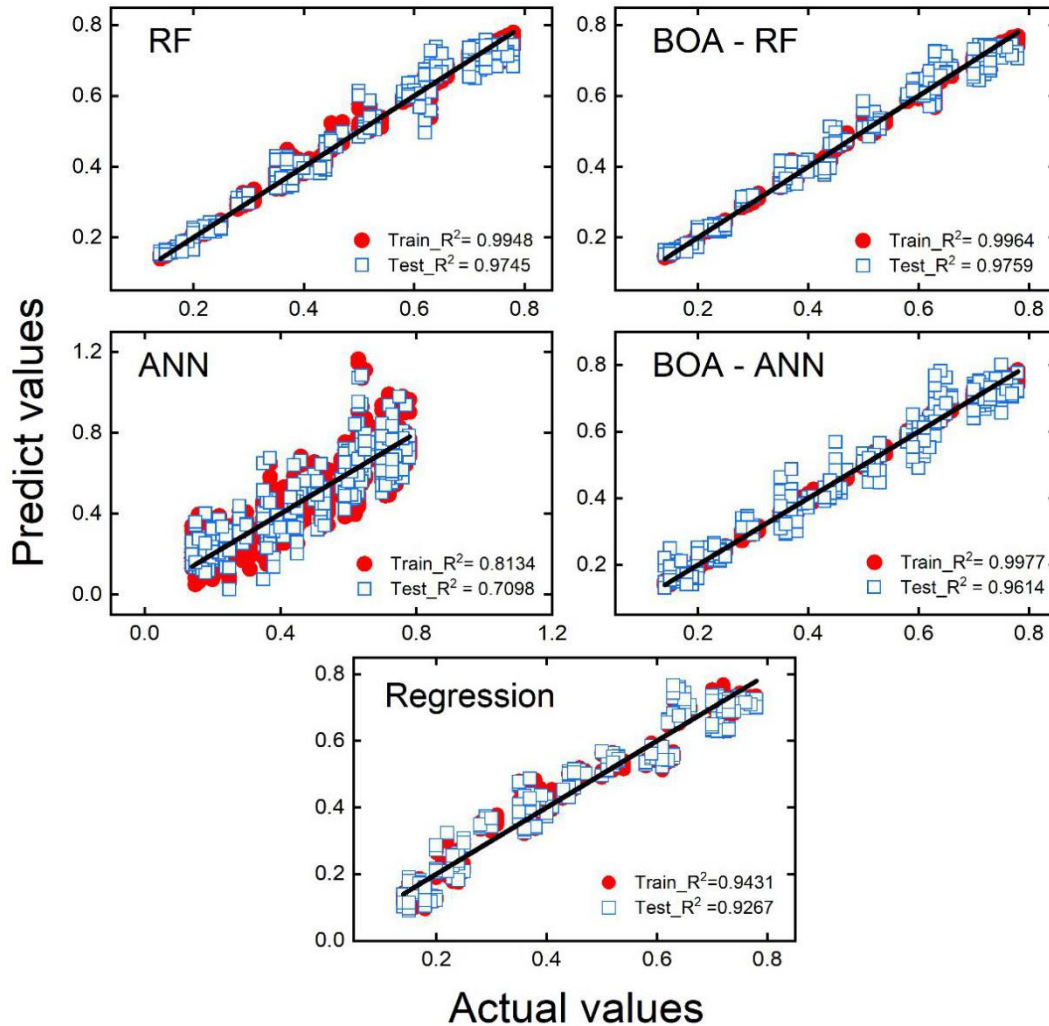 RF
0.8
0.6
0.4
0.2
Train_R²= 0.9948
Test_R² = 0.9745
0.2 0.4 0.6 0.8
BOA - RF
0.8
0.6
0.4
0.2
Train_R²= 0.9964
Test_R² = 0.9759
0.2 0.4 0.6 0.8
Predict values
ANN
1.2
0.8
0.4
0.0
Train_R²= 0.8134
Test_R² = 0.7098
0.0 0.4 0.8 1.2
BOA - ANN
0.8
0.6
0.4
0.2
Train_R²= 0.9977
Test_R² = 0.9614
0.2 0.4 0.6 0.8
Regression
0.8
0.6
0.4
0.2
0.0
Train_R²=0.9431
Test_R² =0.9267
0.2 0.4 0.6 0.8
Actual values